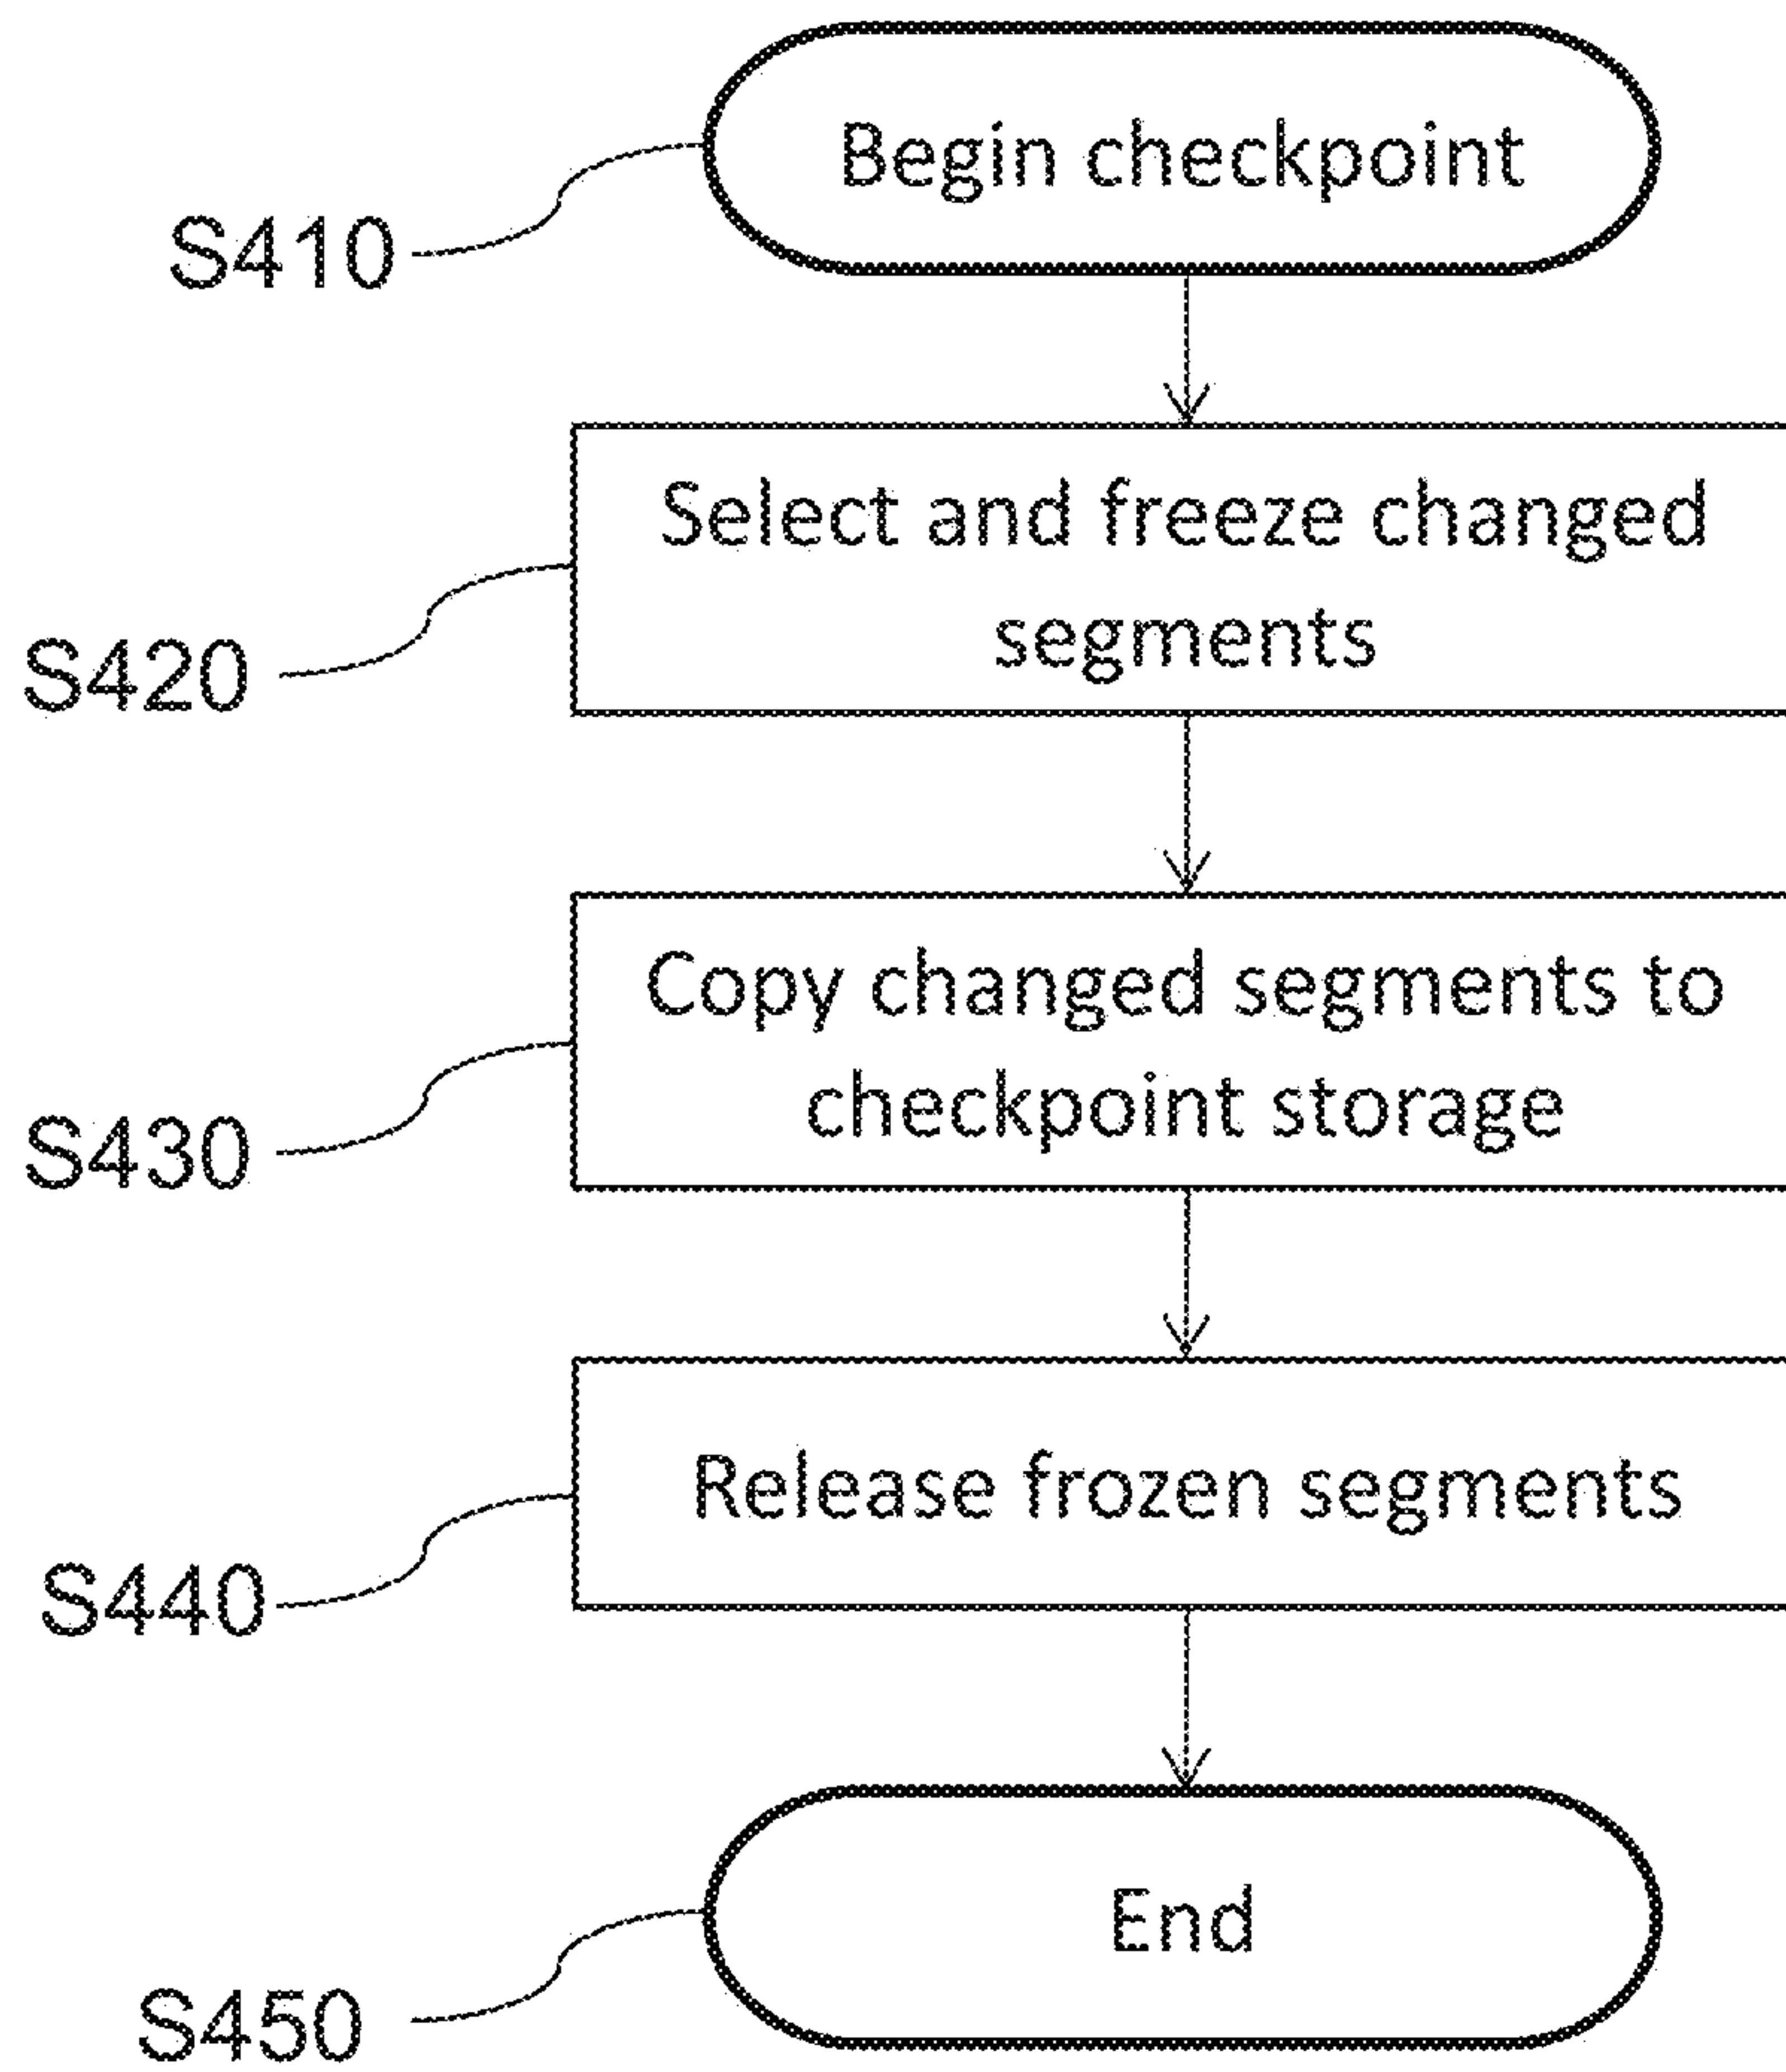 Begin checkpoint
S410
Select and freeze changed
segments
S420
Copy changed segments to
checkpoint storage
S430
Release frozen segments
S440
End
S450